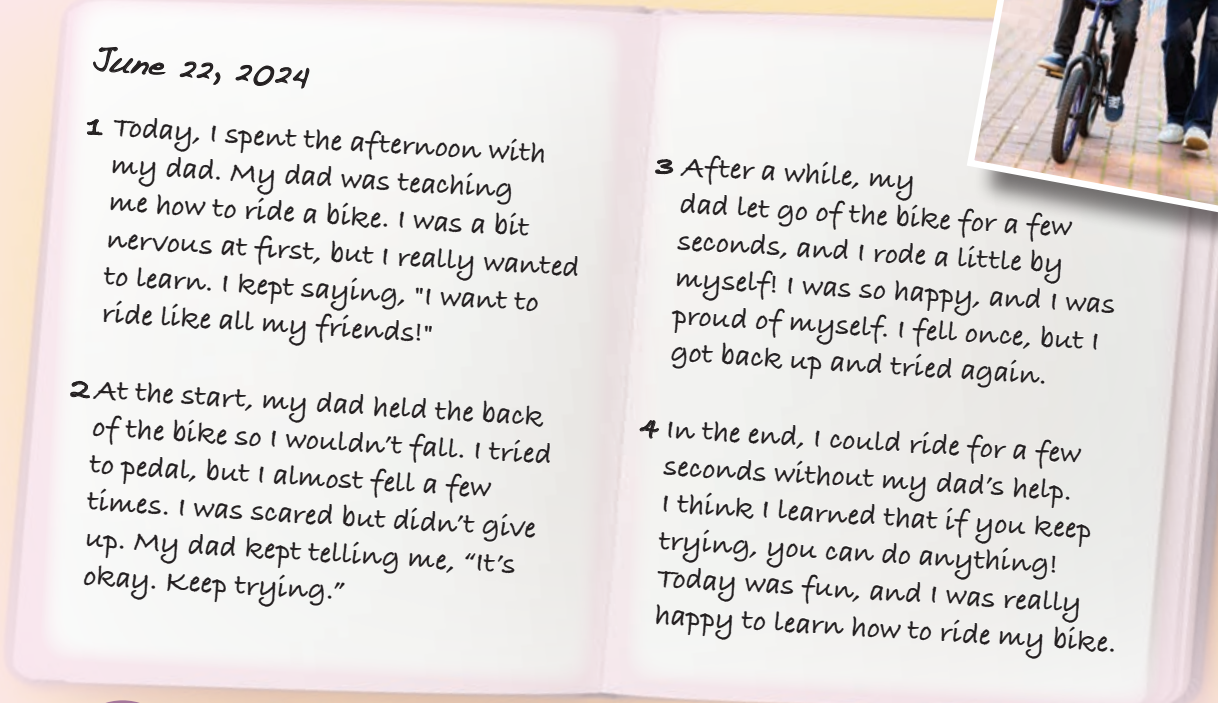 June 22, 2024
1 Today, I spent the afternoon with
my dad. My dad was teaching
me how to ride a bike. I was a bit
nervous at first, but I really wanted
to learn. I kept saying, "I want to
ride like all my friends!"
2 At the start, my dad held the back
of the bike so I wouldn't fall. I tried
to pedal, but I almost fell a few
times. I was scared but didn't give
up. My dad kept telling me, “It's
okay. Keep trying.”
3 After a while, my
dad let go of the bike for a few
seconds, and I rode a little by
myself! I was so happy, and I was
proud of myself. I fell once, but I
got back up and tried again.
4 In the end, I could ride for a few
seconds without my dad's help.
I think I learned that if you keep
trying, you can do anything!
Today was fun, and I was really
happy to learn how to ride my bike.